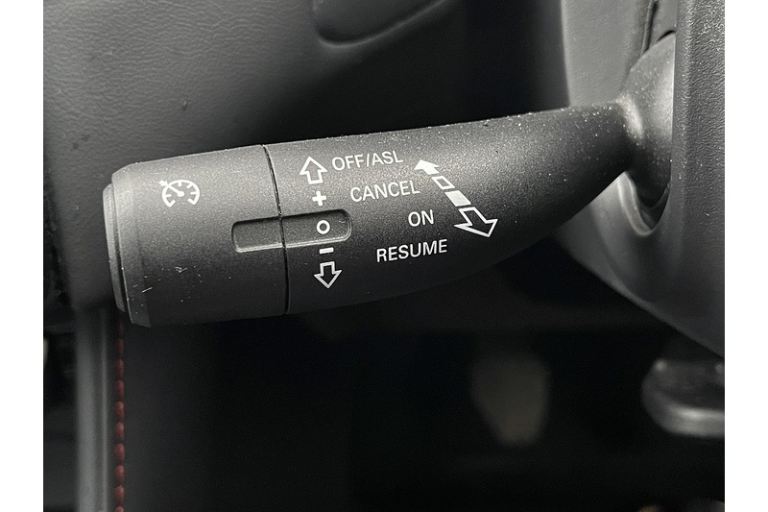 OFF/ASL
+ CANCEL
O ON
- RESUME